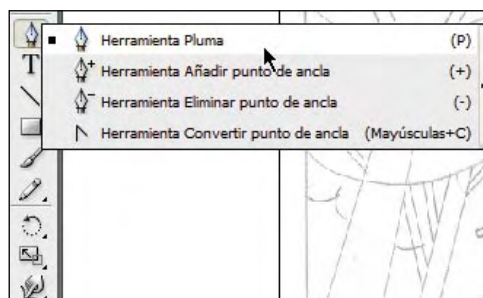 Herramienta Pluma (P)
T Herramienta Añadir punto de ancla (+)
Herramienta Eliminar punto de ancla (-)
Herramienta Convertir punto de ancla (Mayúsculas+C)